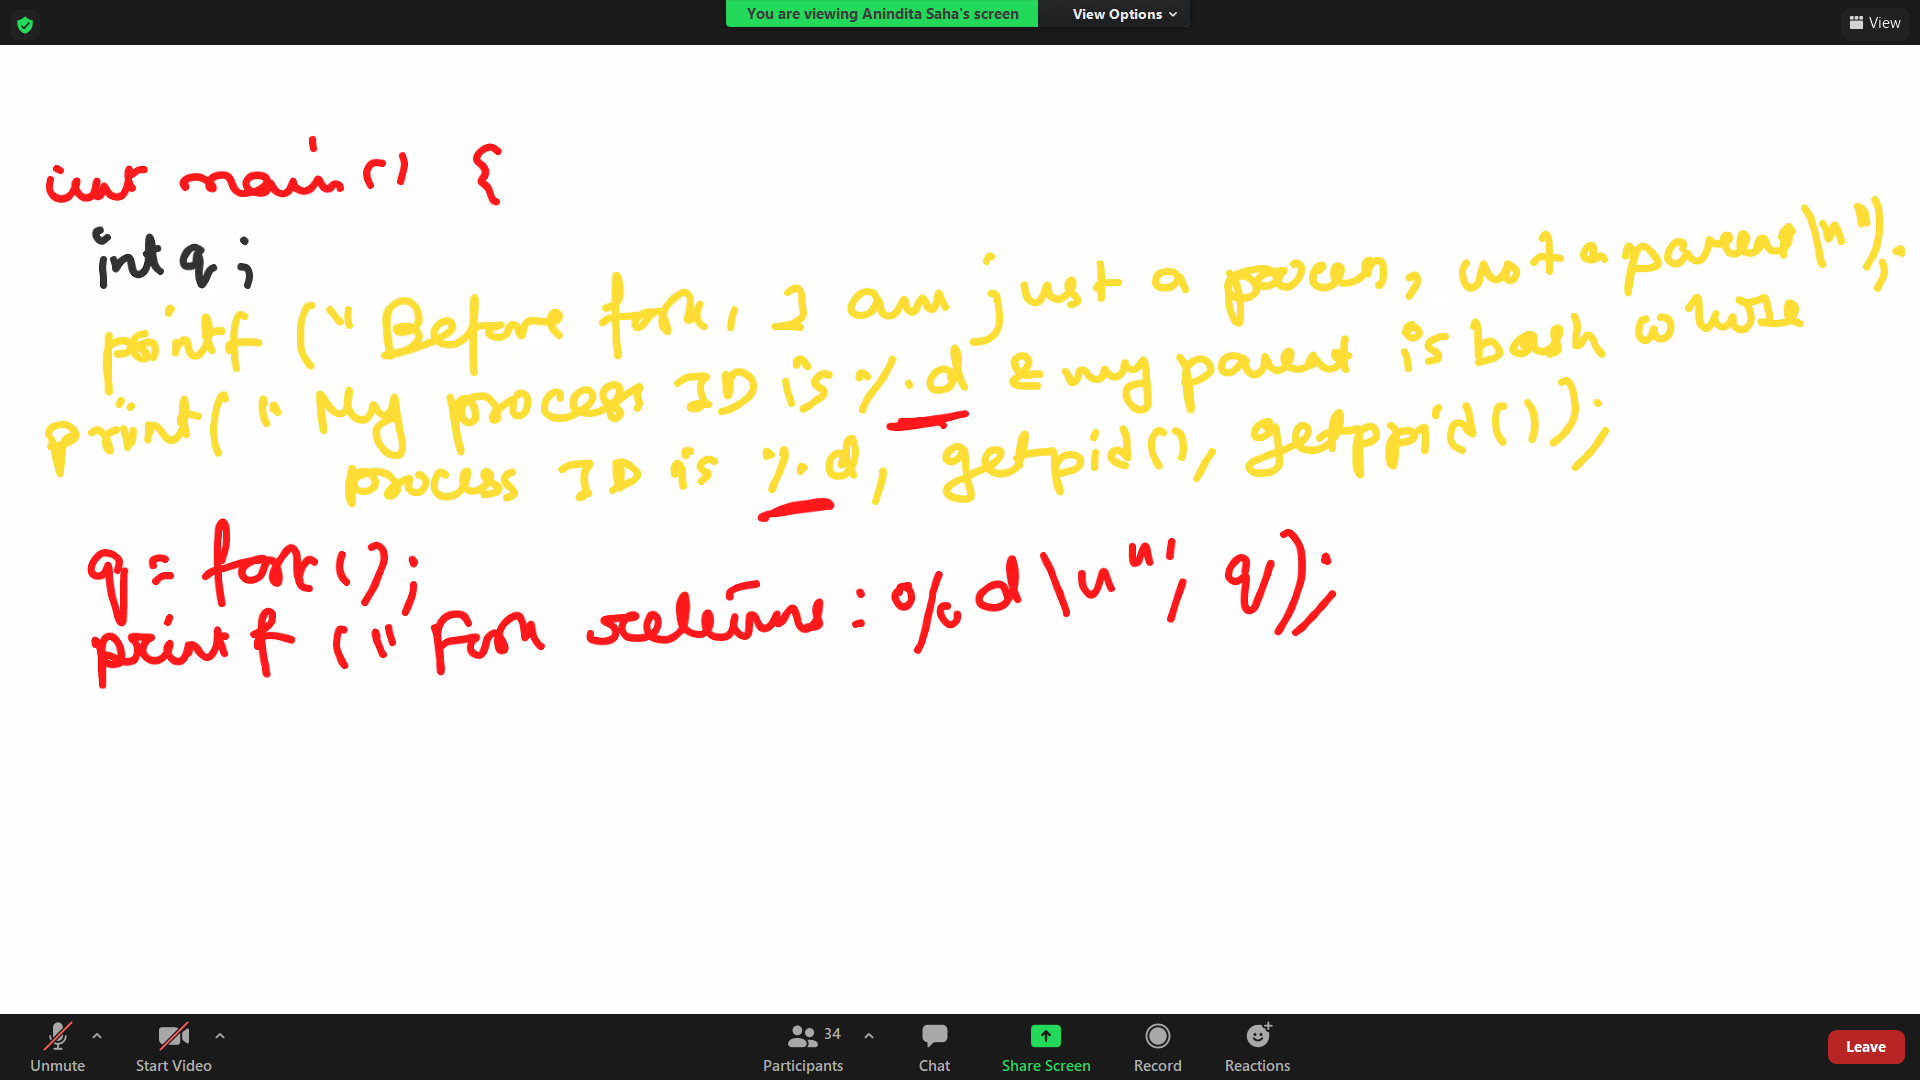 You are viewing Anindita Saha's screen View Options
View
int main() {
int q;
printf ("Before fork, I am just a process, not a parent\n");
print( " My process ID is %d & my parent is bash whose
process ID is %d, getpid(), getppid());
q = fork();
printf ("Fork returns: %d\n", q);
Unmute Start Video Participants 34 Chat Share Screen Record Reactions Leave